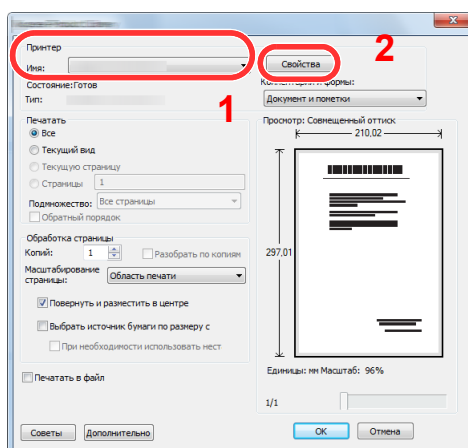 Принтер
2
Имя:
Свойства
Состояние:Готов
Комментарии и формы:
Тип:
1
Документ и пометки
Печатать
Просмотр: Совмещенный оттиск
Все
210,02
Текущий вид
Текущую страницу
Страницы 1
Подмножество: Все страницы
Обратный порядок
Обработка страницы
Копий: 1 Разобрать по копиям
297,01
Масштабирование
страницы: Область печати
Повернуть и разместить в центре
Выбрать источник бумаги по размеру с
При необходимости использовать нест
Единицы: мм Масштаб: 96%
Печатать в файл
1/1
Советы Дополнительно OK Отмена